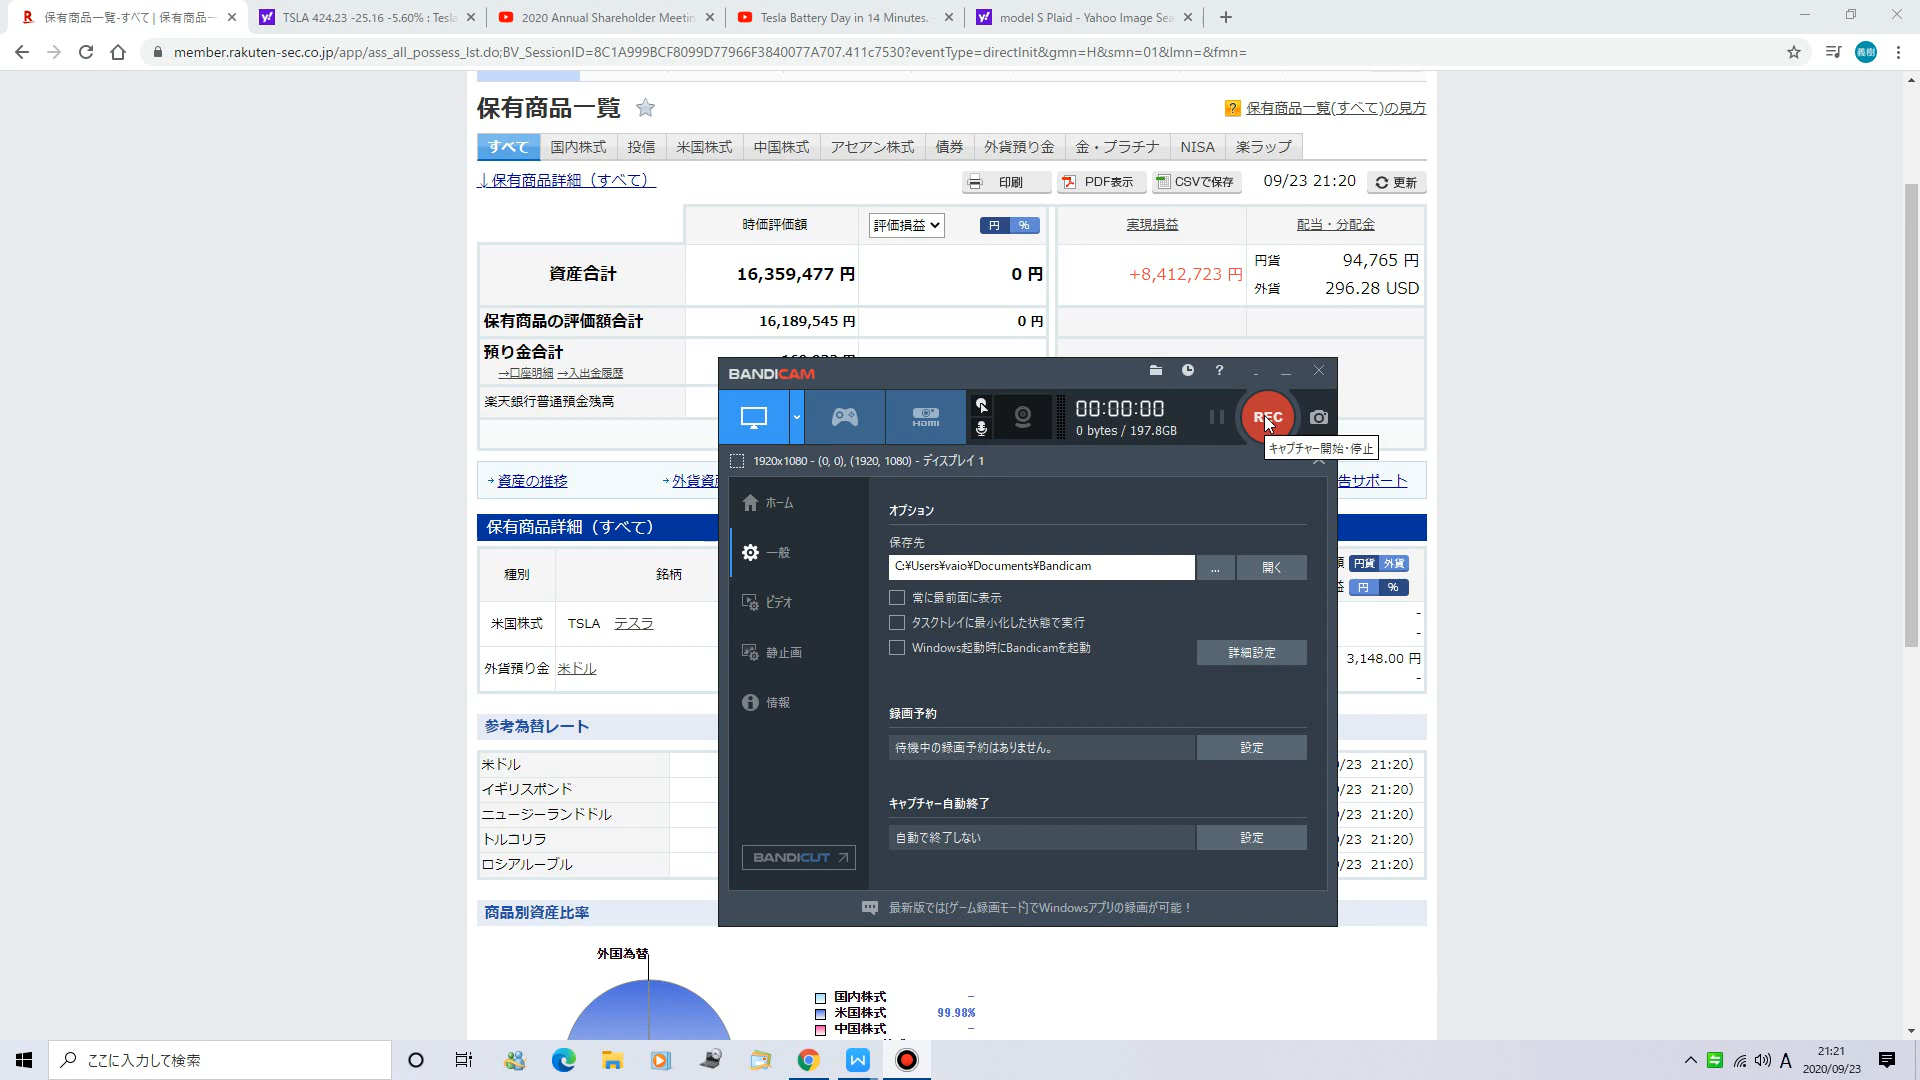 保有商品一覧-すべて | 保有商品一
TSLA 424.23 -25.16 -5.60% : Tesla
2020 Annual Shareholder Meetin
Tesla Battery Day in 14 Minutes.
model S Plaid - Yahoo Image Sea
member.rakuten-sec.co.jp/app/ass_all_possess_lst.do;BV_SessionID=8C1A999BCF8099D77966F3840077A707.411c7530?eventType=directInit&gmn=H&smn=01&lmn=&fmn=
義樹
保有商品一覧
保有商品一覧(すべて)の見方
すべて 国内株式 投信 米国株式 中国株式 アセアン株式 債券 外貨預り金 金・プラチナ NISA 楽ラップ
↓保有商品詳細（すべて）
印刷 PDF表示 CSVで保存 09/23 21:20 更新
時価評価額 評価損益 円 % 実現損益 配当・分配金
資産合計 16,359,477 円 0 円 +8,412,723 円
円貨 94,765 円
外貨 296.28 USD
保有商品の評価額合計 16,189,545 円 0 円
預り金合計
→口座明細 →入出金履歴
楽天銀行普通預金残高
→資産の推移 →外貨資産 告サポート
保有商品詳細（すべて）
種別 銘柄
円貨 外貨
円 %
米国株式 TSLA テスラ
-
-
外貨預り金 米ドル 3,148.00 円
-
参考為替レート
米ドル /23 21:20)
イギリスポンド /23 21:20)
ニュージーランドドル /23 21:20)
トルコリラ /23 21:20)
ロシアルーブル /23 21:20)
商品別資産比率
外国為替
国内株式 -
米国株式 99.98%
中国株式 -
BANDICAM
HDMI
00:00:00
0 bytes / 197.8GB
REC
キャプチャー開始・停止
1920x1080 - (0, 0), (1920, 1080) - ディスプレイ 1
ホーム
一般
ビデオ
静止画
情報
BANDICUT
オプション
保存先
C:¥Users¥vaio¥Documents¥Bandicam ... 開く
常に最前面に表示
タスクトレイに最小化した状態で実行
Windows起動時にBandicamを起動
詳細設定
録画予約
待機中の録画予約はありません。 設定
キャプチャー自動終了
自動で終了しない 設定
最新版では[ゲーム録画モード]でWindowsアプリの録画が可能！
ここに入力して検索
A
21:21
2020/09/23